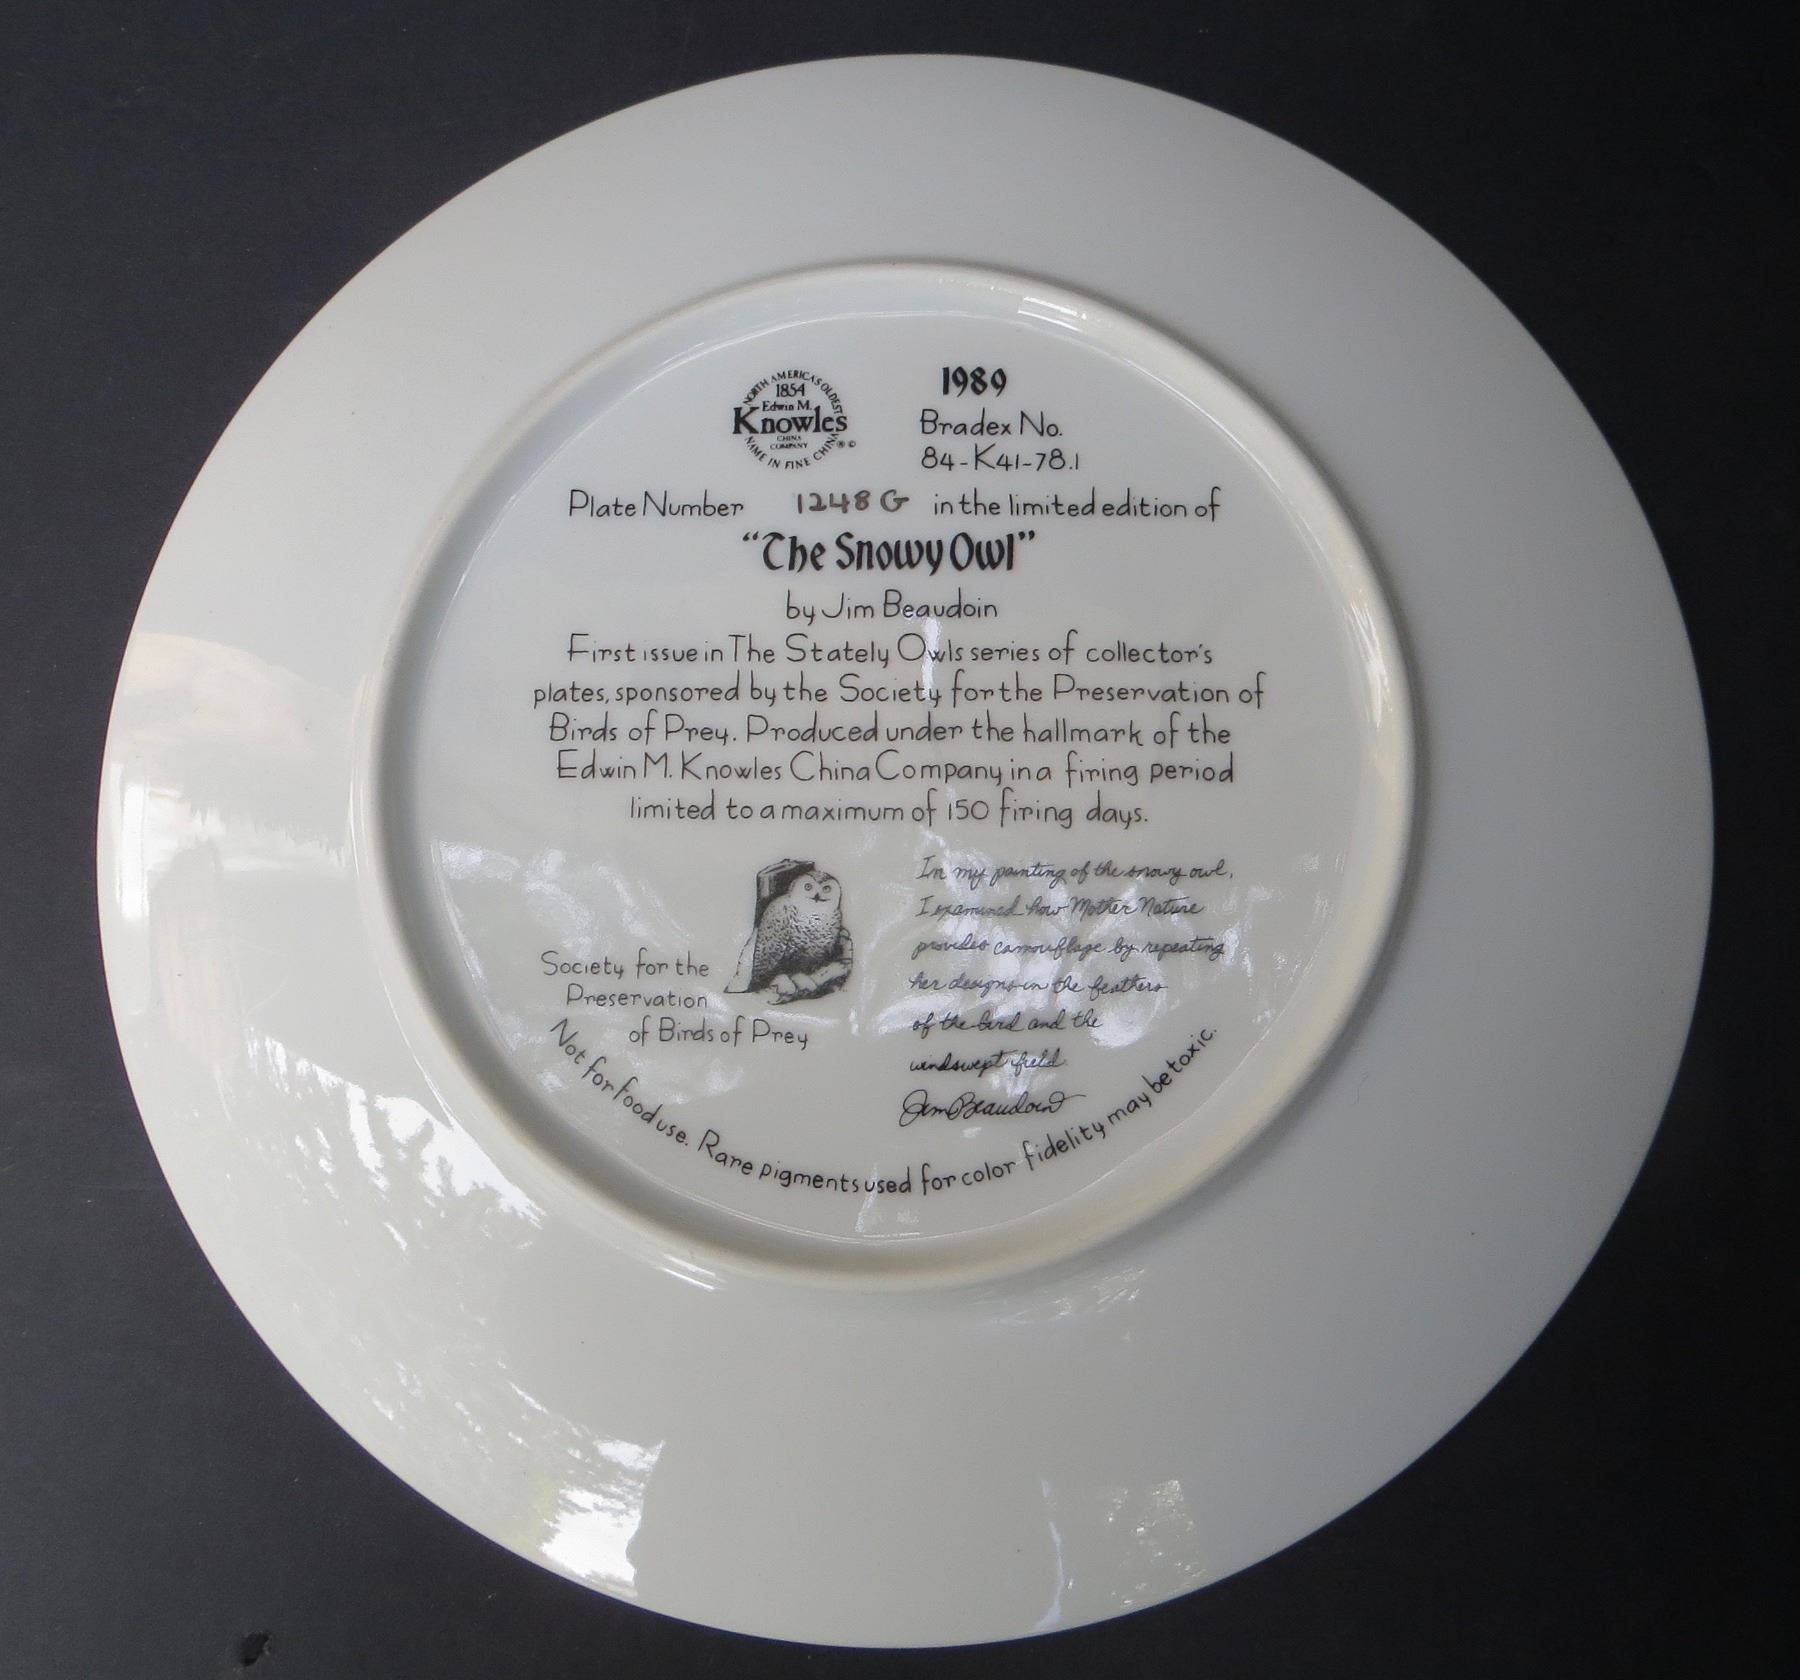 NORTH AMERICA'S OLDEST
1854
Edwin M.
Knowles
CHINA
COMPANY
NAME IN FINE CHINA
® ©
1989
Bradex No.
84-K41-78.1
Plate Number 1248 G in the limited edition of
"The Snowy Owl"
by Jim Beaudoin
First issue in The Stately Owls series of collector's
plates, sponsored by the Society for the Preservation of
Birds of Prey. Produced under the hallmark of the
Edwin M. Knowles China Company in a firing period
limited to a maximum of 150 firing days.
Society for the
Preservation
of Birds of Prey
In my painting of the snowy owl,
I examined how Mother Nature
provides camouflage by repeating
her designs in the feathers
of the bird and the
windswept field.
Jim Beaudoin
Not for food use. Rare pigments used for color fidelity may be toxic.